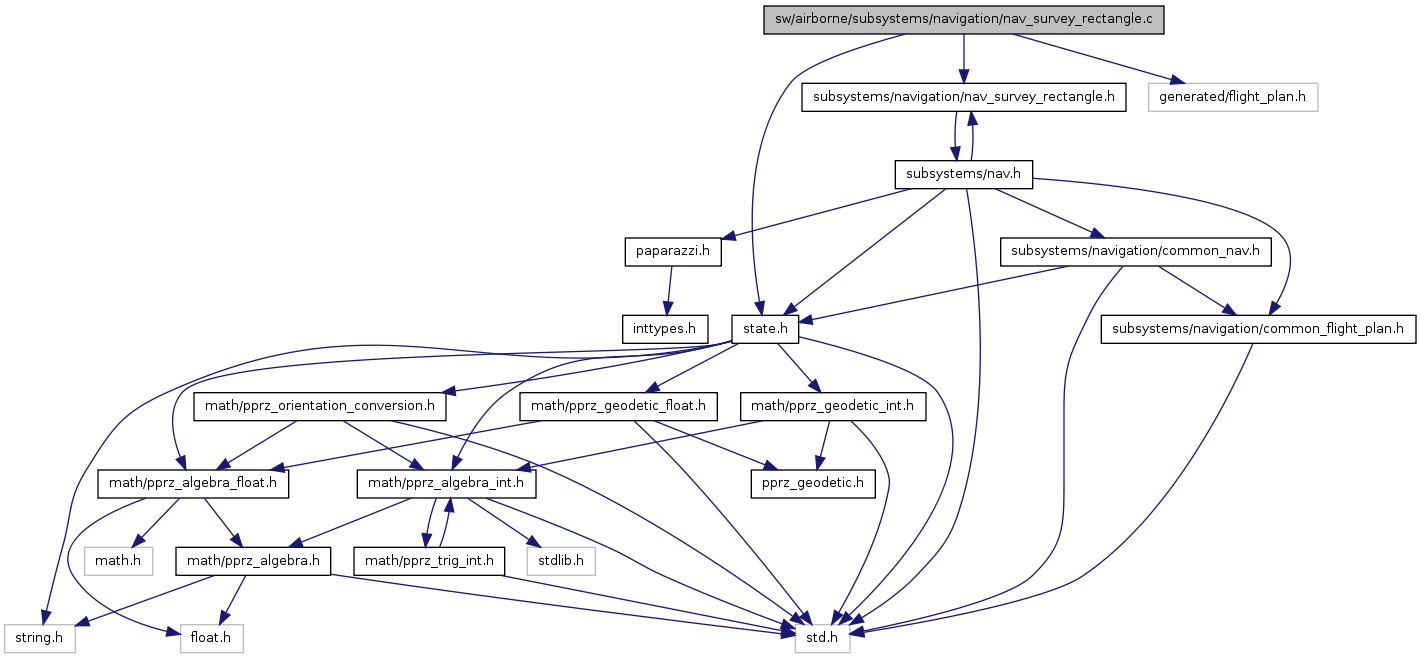 sw/airborne/subsystems/navigation/nav_survey_rectangle.c
subsystems/navigation/nav_survey_rectangle.h
generated/flight_plan.h
subsystems/nav.h
paparazzi.h
subsystems/navigation/common_nav.h
inttypes.h
state.h
subsystems/navigation/common_flight_plan.h
math/pprz_orientation_conversion.h
math/pprz_geodetic_float.h
math/pprz_geodetic_int.h
math/pprz_algebra_float.h
math/pprz_algebra_int.h
pprz_geodetic.h
math.h
math/pprz_algebra.h
math/pprz_trig_int.h
stdlib.h
string.h
float.h
std.h